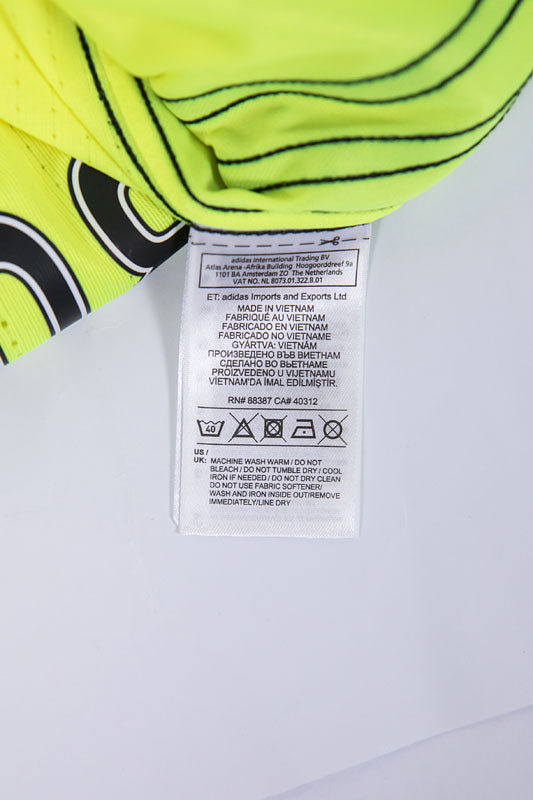 adidas International Trading BV
Atlas Arena -Afrika Building Hoogoorddreef 9a
1101 BA Amsterdam ZO The Netherlands
VAT NO. NL 8073.01.322.B.01
ET: adidas Imports and Exports Ltd
MADE IN VIETNAM
FABRIQUÉ AU VIETNAM
FABRICADO EN VIETNAM
FABRICADO NO VIETNAME
GYÁRTVA: VIETNÁM
ПРОИЗВЕДЕНО ВЪВ ВИЕТНАМ
СДЕЛАНО ВО ВЬЕТНАМЕ
PROIZVEDENO U VIJETNAMU
VİETNAM'DA İMAL EDİLMİŞTİR.
RN# 88387 CA# 40312
40
US /
UK: MACHINE WASH WARM / DO NOT
BLEACH / DO NOT TUMBLE DRY / COOL
IRON IF NEEDED / DO NOT DRY CLEAN
DO NOT USE FABRIC SOFTENER/
WASH AND IRON INSIDE OUT/REMOVE
IMMEDIATELY/LINE DRY